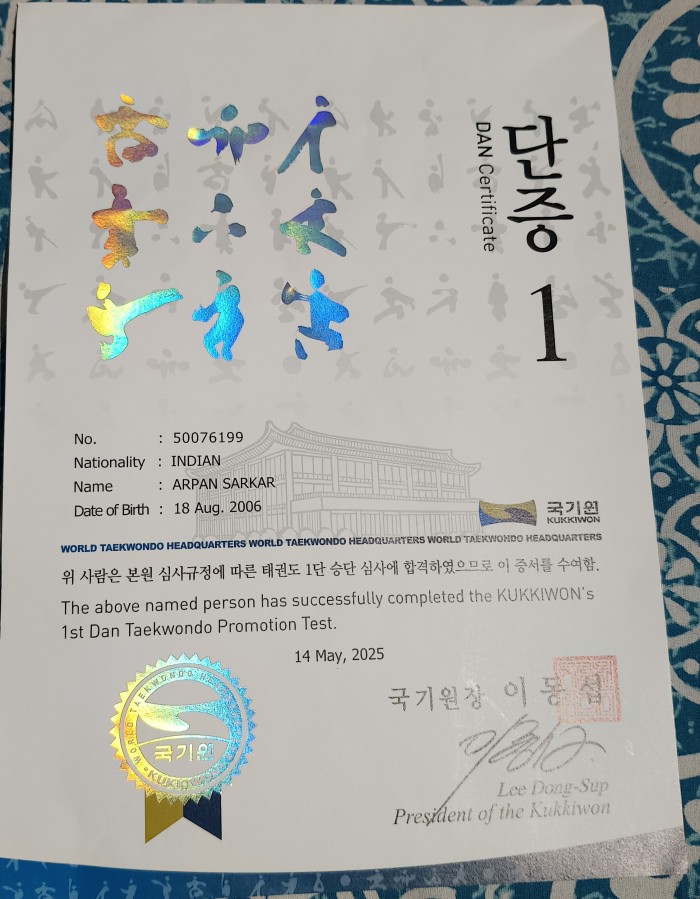 단증
DAN Certificate
1
No. : 50076199
Nationality : INDIAN
Name : ARPAN SARKAR
Date of Birth : 18 Aug. 2006
국기원
KUKKIWON
WORLD TAEKWONDO HEADQUARTERS WORLD TAEKWONDO HEADQUARTERS WORLD TAEKWONDO HEADQUARTERS
위 사람은 본원 심사규정에 따른 태권도 1단 승단 심사에 합격하였으므로 이 증서를 수여함.
The above named person has successfully completed the KUKKIWON's
1st Dan Taekwondo Promotion Test.
14 May, 2025
국기원장 이동섭
WORLD TAEKWONDO
국기원
KUKKIWON
Lee Dong-Sup
President of the Kukkiwon